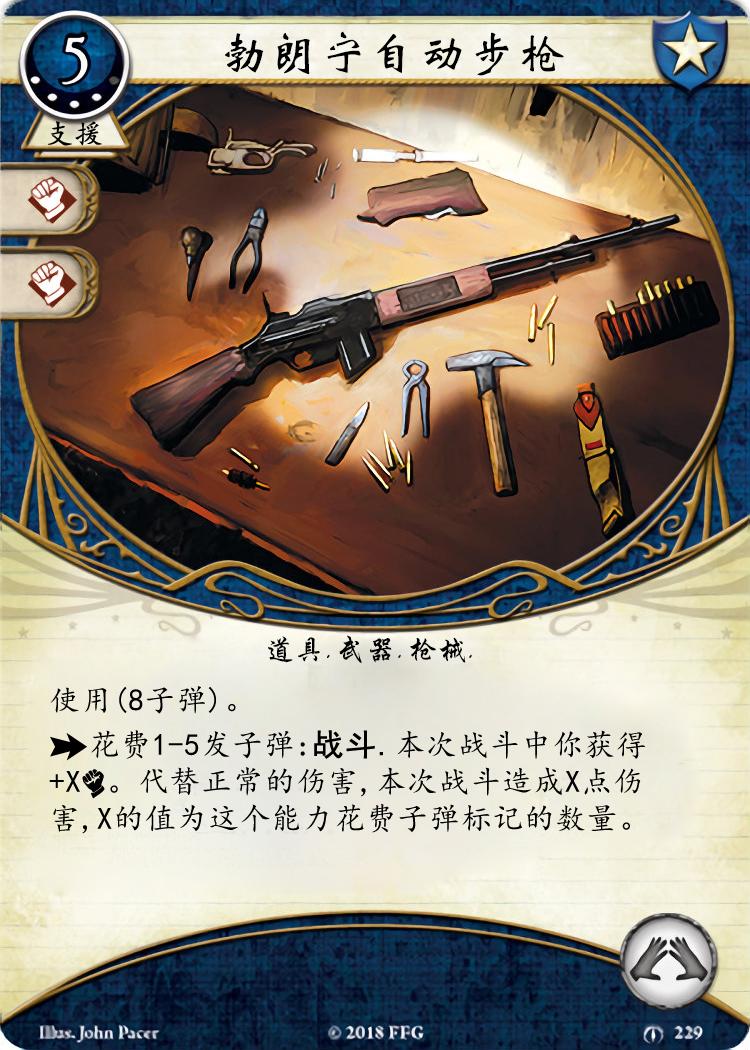 5
勃朗宁自动步枪
支援
道具.武器.枪械.
使用(8子弹)。
花费1-5发子弹:战斗.本次战斗中你获得
+X。代替正常的伤害,本次战斗造成X点伤
害,X的值为这个能力花费子弹标记的数量。
Illus. John Pacer
© 2018 FFG
229